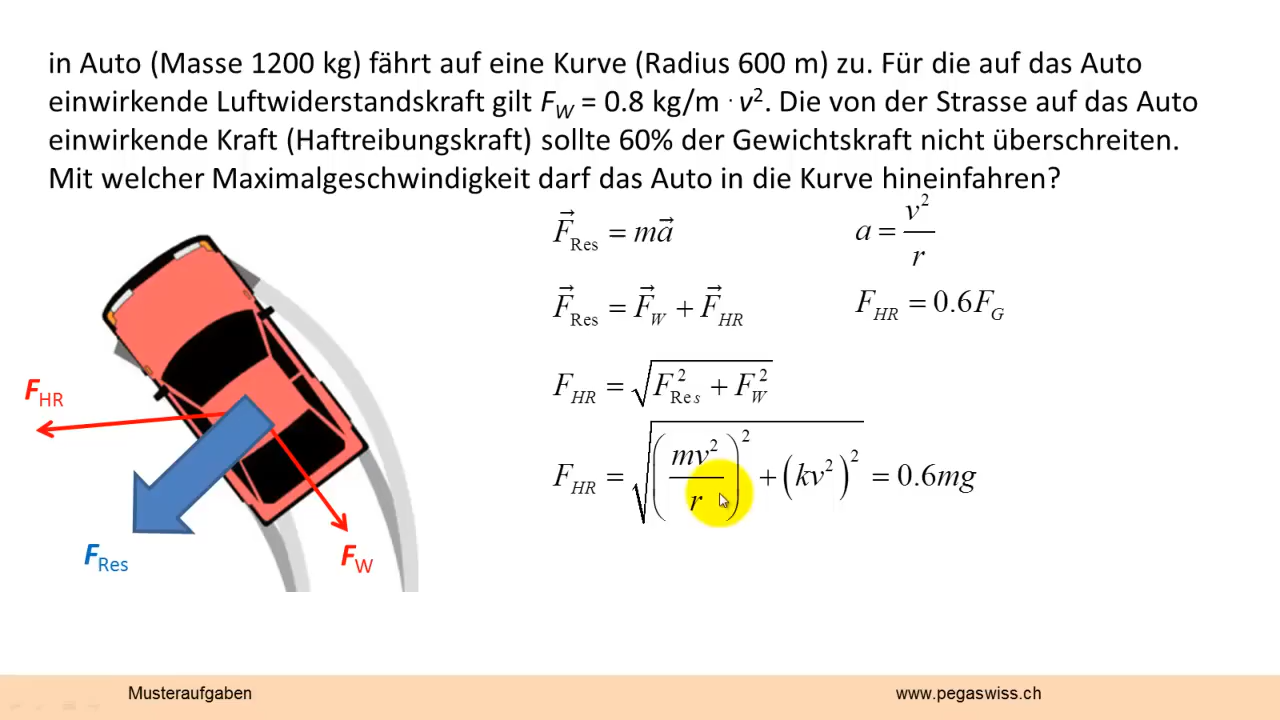 in Auto (Masse 1200 kg) fährt auf eine Kurve (Radius 600 m) zu. Für die auf das Auto
einwirkende Luftwiderstandskraft gilt F_W = 0.8 kg/m · v². Die von der Strasse auf das Auto
einwirkende Kraft (Haftreibungskraft) sollte 60% der Gewichtskraft nicht überschreiten.
Mit welcher Maximalgeschwindigkeit darf das Auto in die Kurve hineinfahren?
F⃗_Res = ma⃗
a = v²/r
F⃗_Res = F⃗_W + F⃗_HR
F_HR = 0.6F_G
F_HR = √(F_Res² + F_W²)
F_HR = √((mv²/r)² + (kv²)²) = 0.6mg
F_HR
F_Res
F_W
Musteraufgaben
www.pegaswiss.ch